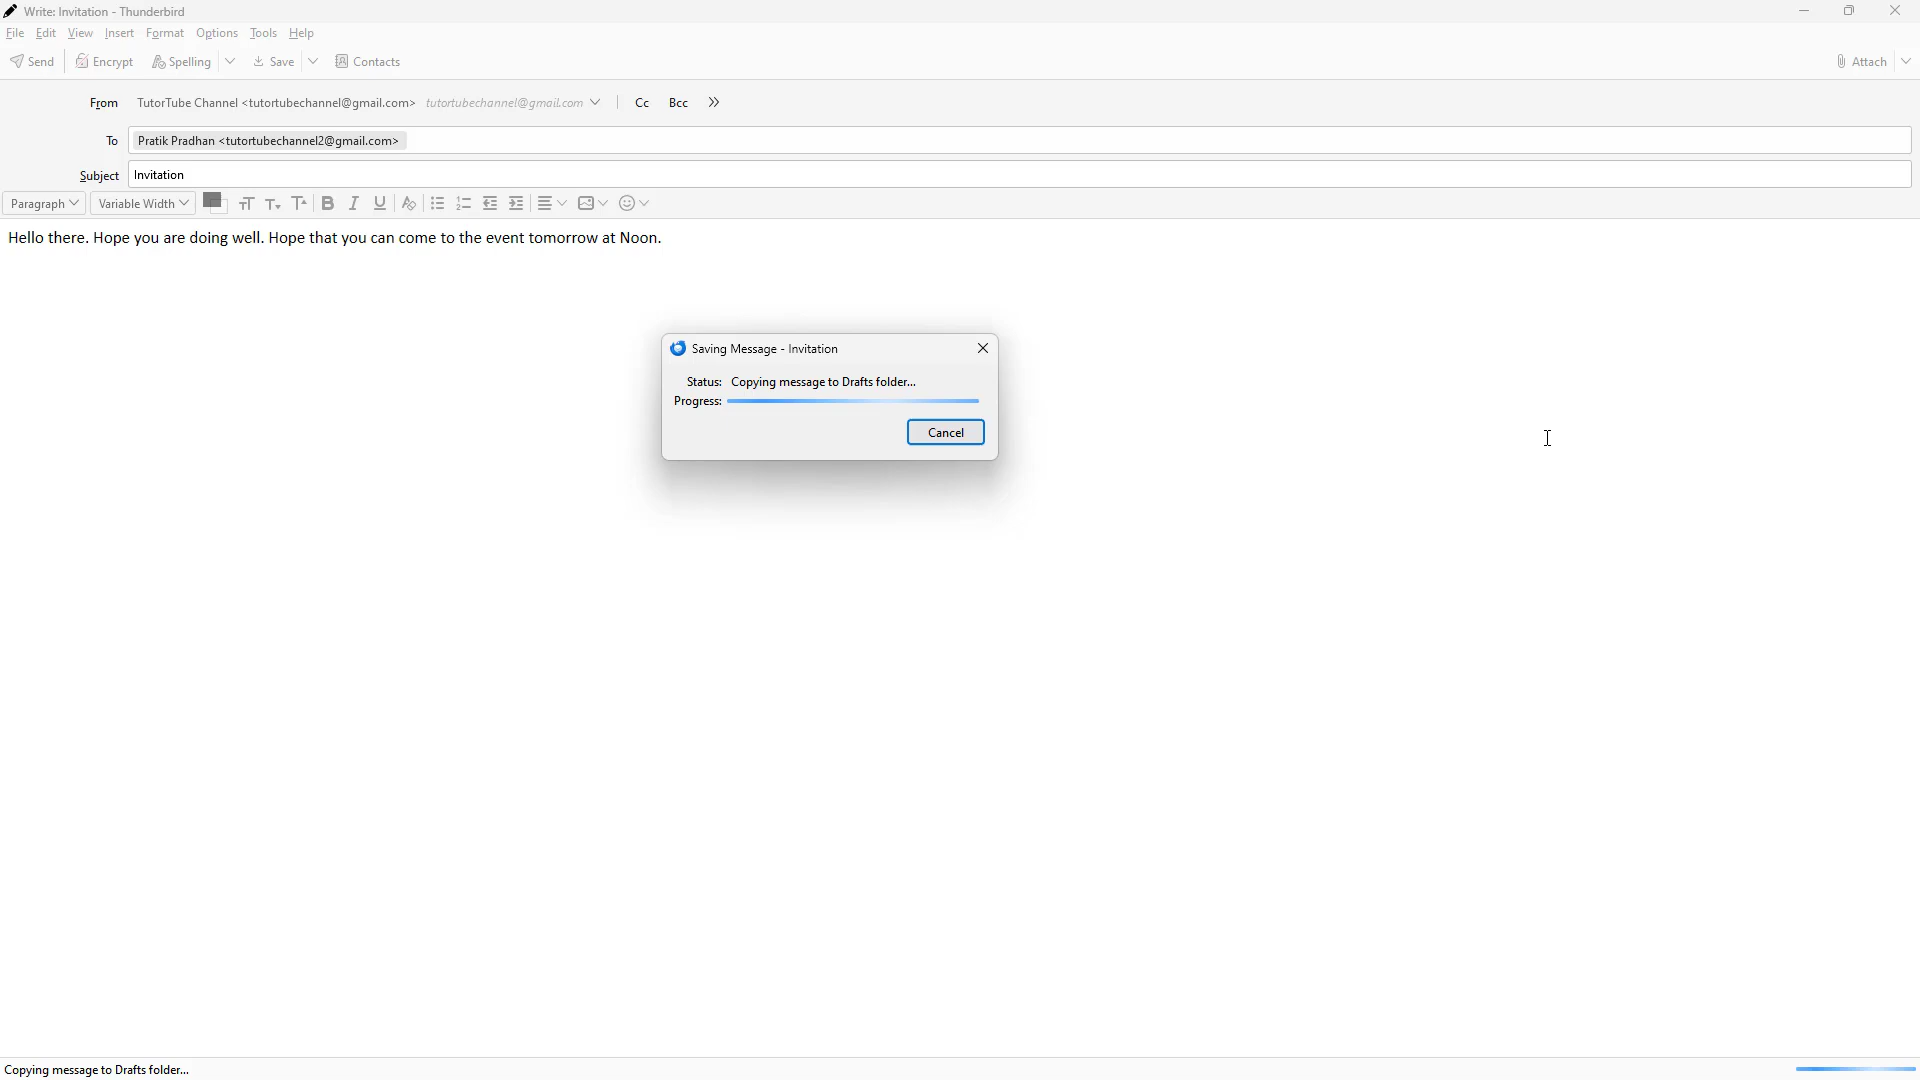 Write: Invitation - Thunderbird
File Edit View Insert Format Options Tools Help
Send Encrypt Spelling Save Contacts Attach
From TutorTube Channel <tutortubechannel@gmail.com> tutortubechannel@gmail.com Cc Bcc
To Pratik Pradhan <tutortubechannel2@gmail.com>
Subject Invitation
Paragraph Variable Width
Hello there. Hope you are doing well. Hope that you can come to the event tomorrow at Noon.
Saving Message - Invitation
Status: Copying message to Drafts folder...
Progress:
Cancel
Copying message to Drafts folder...